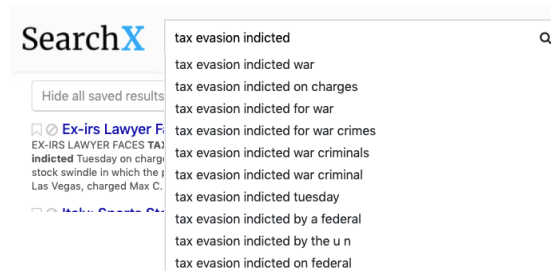 SearchX
tax evasion indicted
tax evasion indicted war
tax evasion indicted on charges
tax evasion indicted for war
tax evasion indicted for war crimes
tax evasion indicted war criminals
tax evasion indicted war criminal
tax evasion indicted tuesday
tax evasion indicted by a federal
tax evasion indicted by the u n
tax evasion indicted on federal
Hide all saved results
Ex-irs Lawyer
EX-IRS LAWYER FACES
indicted Tuesday on
stock swindle in which the
Las Vegas, charged Max C.